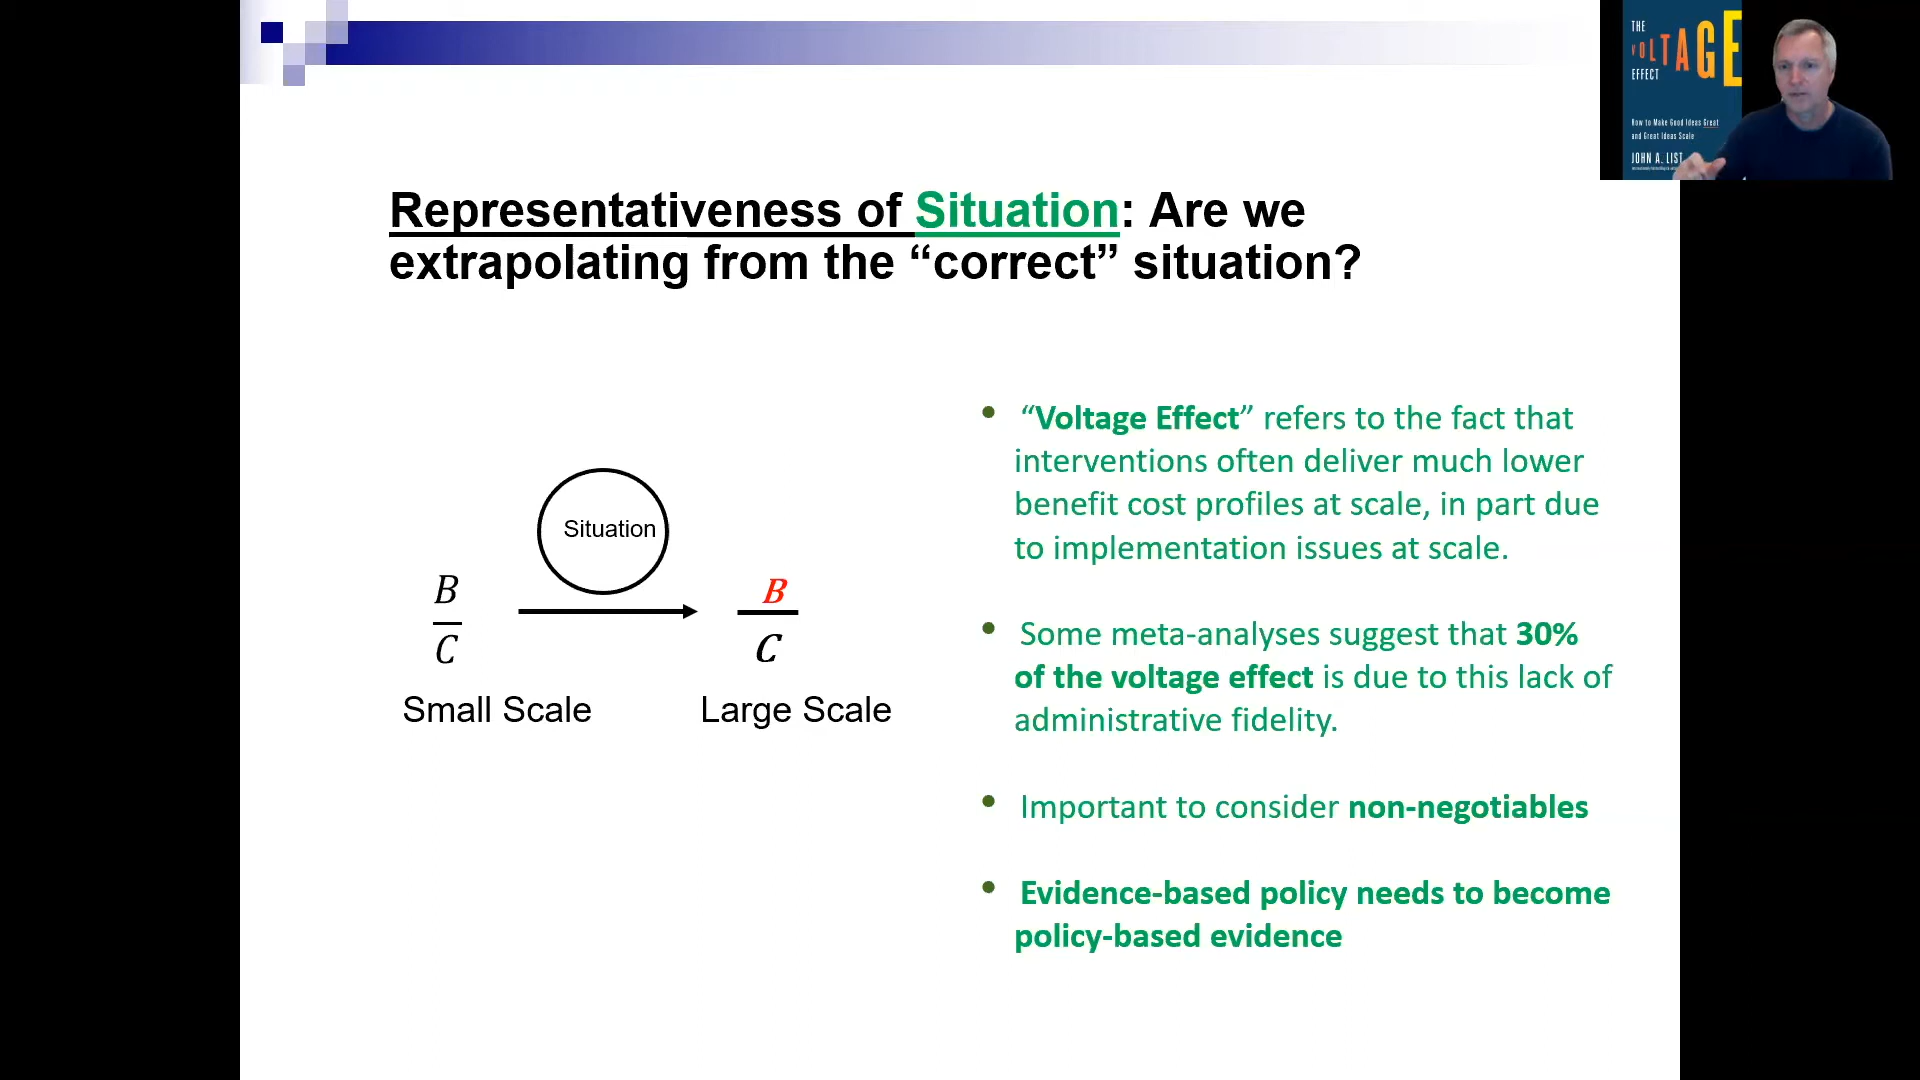 THE
VOLTAGE
EFFECT
How to Make Good Ideas Great
and Great Ideas Scale
JOHN A. LIST
Representativeness of Situation: Are we
extrapolating from the “correct” situation?
Situation
B
C
B
C
Small Scale
Large Scale
• “Voltage Effect” refers to the fact that
interventions often deliver much lower
benefit cost profiles at scale, in part due
to implementation issues at scale.
• Some meta-analyses suggest that 30%
of the voltage effect is due to this lack of
administrative fidelity.
• Important to consider non-negotiables
• Evidence-based policy needs to become
policy-based evidence